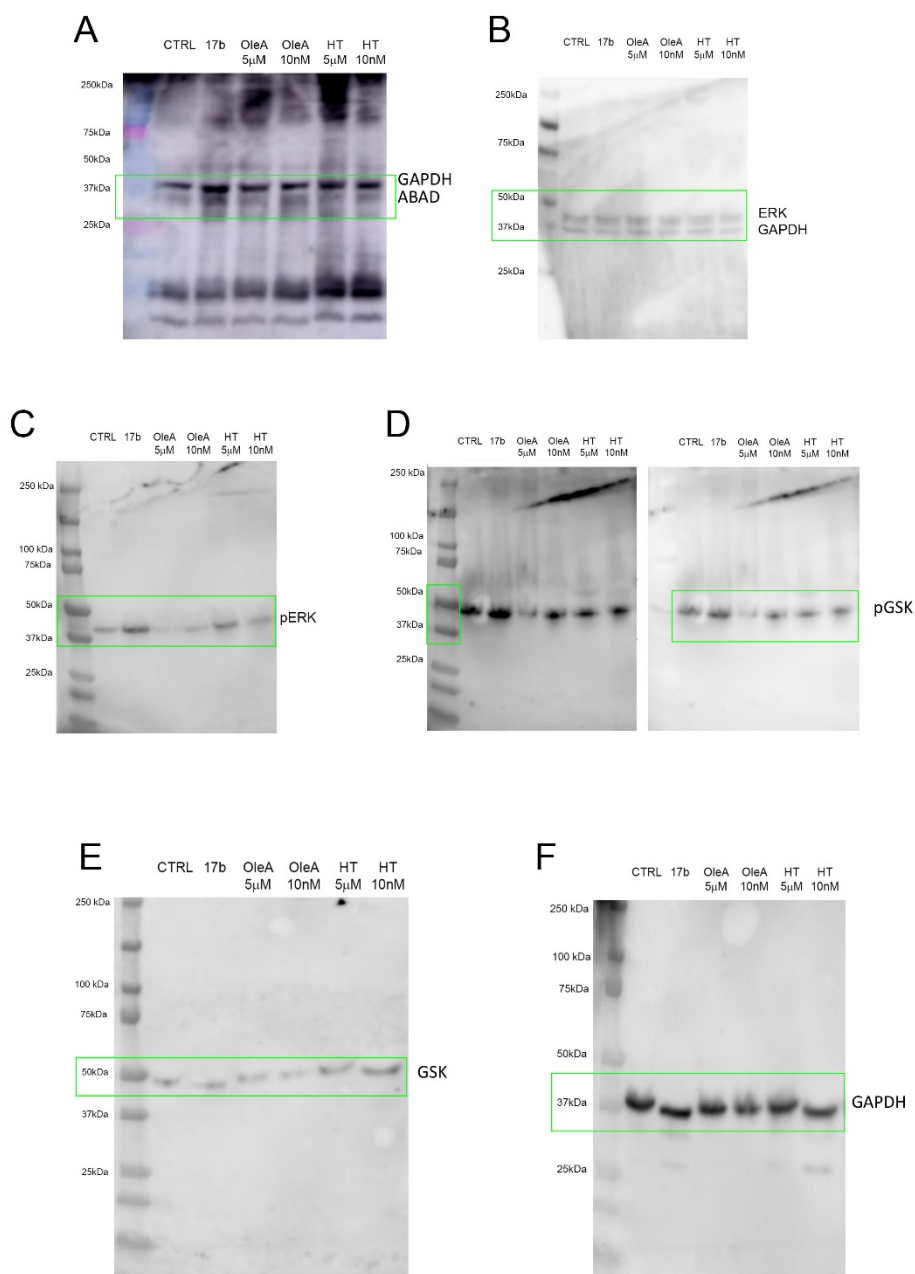 A
CTRL 17b OleA OleA HT HT
5μM 10nM 5μM 10nM
250kDa
75kDa
50kDa
37kDa
25kDa
GAPDH
ABAD
B
CTRL 17b OleA OleA HT HT
5μM 10nM 5μM 10nM
250kDa
75kDa
50kDa
37kDa
25kDa
ERK
GAPDH
C
CTRL 17b OleA OleA HT HT
5μM 10nM 5μM 10nM
250 kDa
100 kDa
75kDa
50kDa
37kDa
25kDa
pERK
D
CTRL 17b OleA OleA HT HT
5μM 10nM 5μM 10nM
250 kDa
100 kDa
75kDa
50kDa
37kDa
25kDa
CTRL 17b OleA OleA HT HT
5μM 10nM 5μM 10nM
pGSK
E
CTRL 17b OleA OleA HT HT
5μM 10nM 5μM 10nM
250 kDa
100 kDa
75kDa
50kDa
37kDa
25kDa
GSK
F
CTRL 17b OleA OleA HT HT
5μM 10nM 5μM 10nM
250 kDa
100 kDa
75kDa
50kDa
37kDa
25kDa
GAPDH